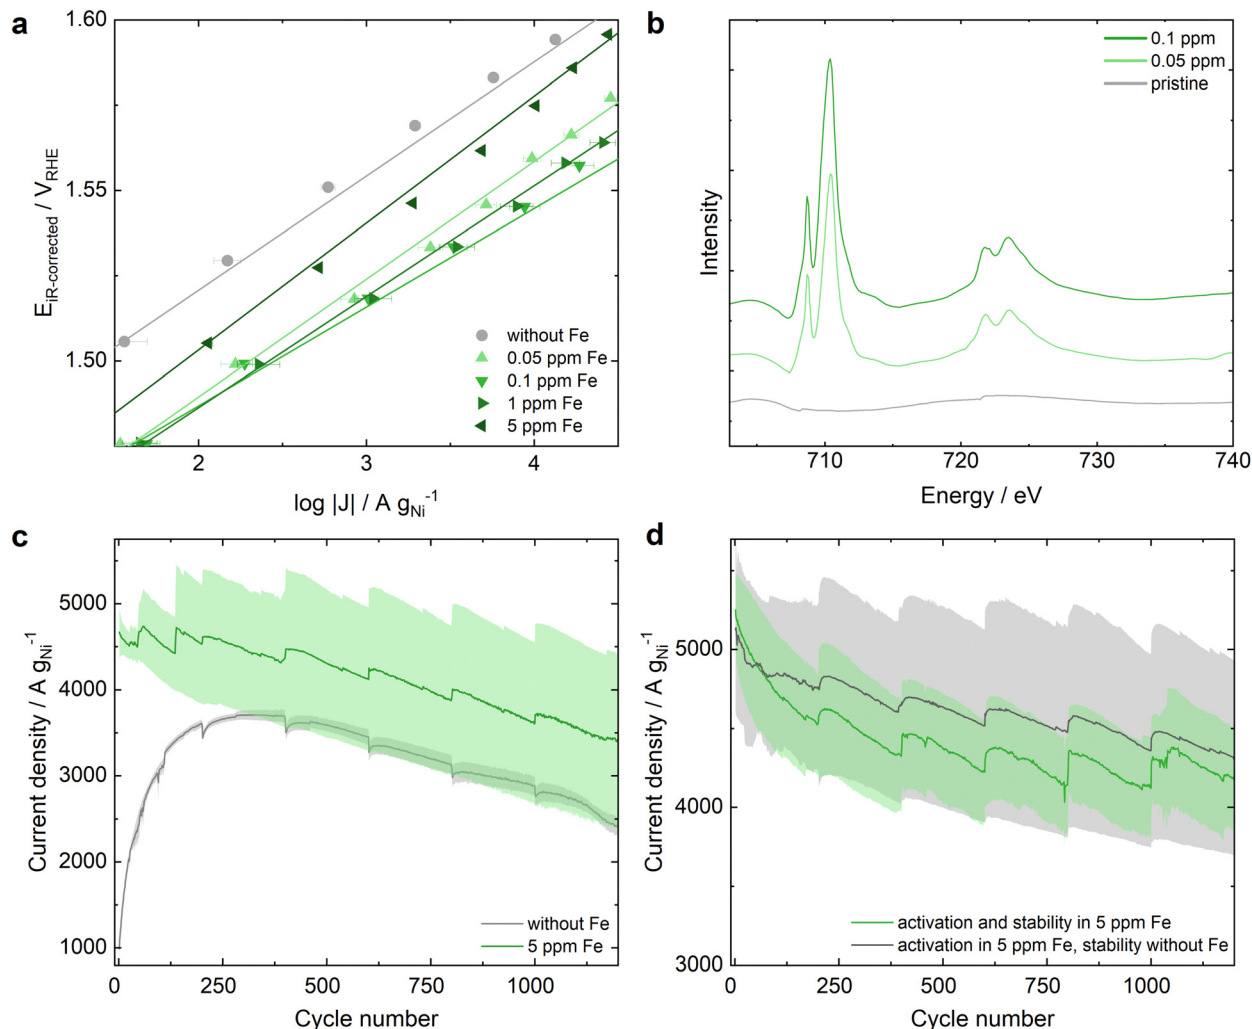 a
1.60
1.55
1.50
E_iR-corrected / V_RHE
without Fe
0.05 ppm Fe
0.1 ppm Fe
1 ppm Fe
5 ppm Fe
2 3 4
log |J| / A g_Ni^-1
b
0.1 ppm
0.05 ppm
pristine
Intensity
710 720 730 740
Energy / eV
c
5000
4000
3000
2000
1000
Current density / A g_Ni^-1
without Fe
5 ppm Fe
0 250 500 750 1000
Cycle number
d
5000
4000
3000
Current density / A g_Ni^-1
activation and stability in 5 ppm Fe
activation in 5 ppm Fe, stability without Fe
0 250 500 750 1000
Cycle number